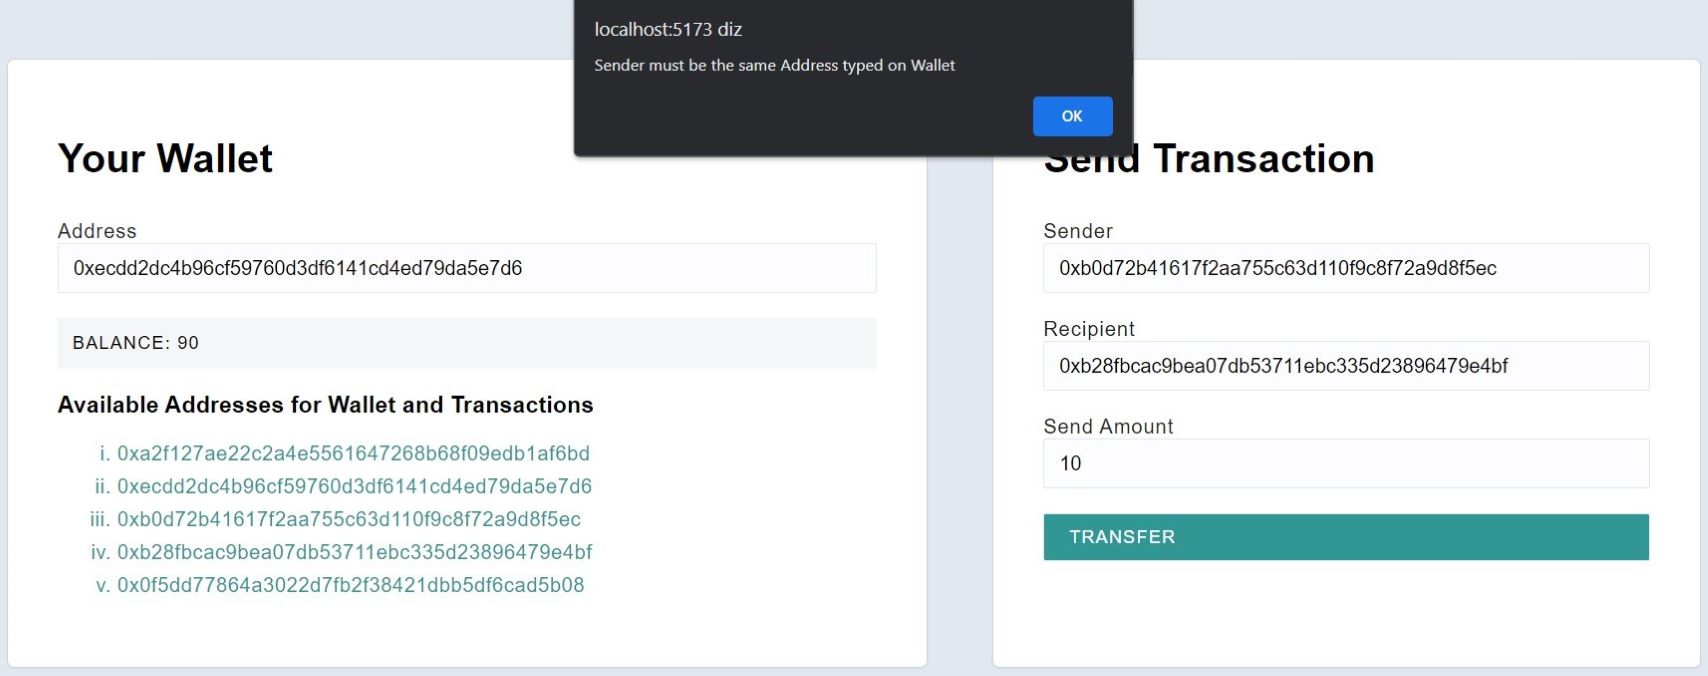 localhost:5173 diz
Sender must be the same Address typed on Wallet
OK
Your Wallet
Address
0xecdd2dc4b96cf59760d3df6141cd4ed79da5e7d6
BALANCE: 90
Available Addresses for Wallet and Transactions
i. 0xa2f127ae22c2a4e5561647268b68f09edb1af6bd
ii. 0xecdd2dc4b96cf59760d3df6141cd4ed79da5e7d6
iii. 0xb0d72b41617f2aa755c63d110f9c8f72a9d8f5ec
iv. 0xb28fbcac9bea07db53711ebc335d23896479e4bf
v. 0x0f5dd77864a3022d7fb2f38421dbb5df6cad5b08
Send Transaction
Sender
0xb0d72b41617f2aa755c63d110f9c8f72a9d8f5ec
Recipient
0xb28fbcac9bea07db53711ebc335d23896479e4bf
Send Amount
10
TRANSFER